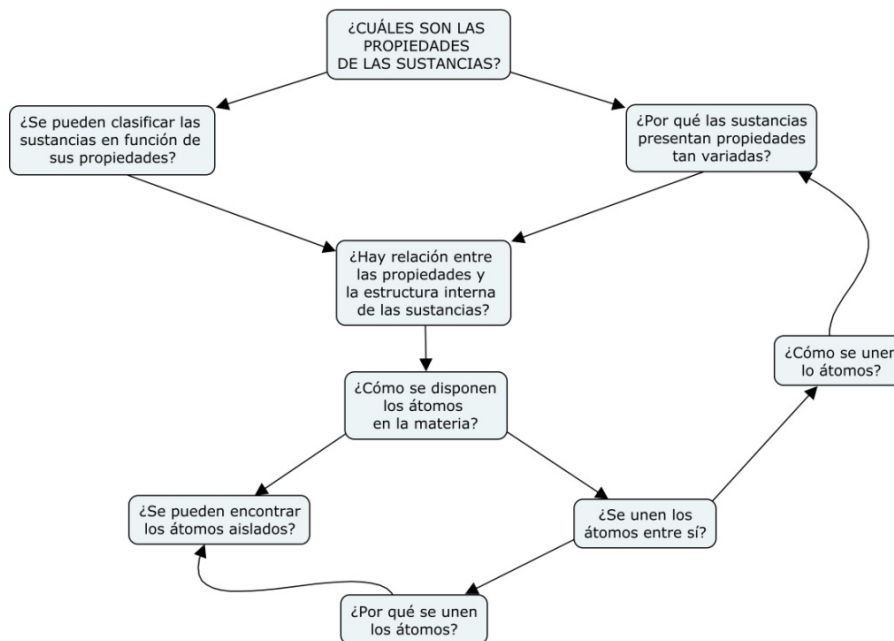 ¿CUÁLES SON LAS
PROPIEDADES
DE LAS SUSTANCIAS?
¿Se pueden clasificar las
sustancias en función de
sus propiedades?
¿Por qué las sustancias
presentan propiedades
tan variadas?
¿Hay relación entre
las propiedades y
la estructura interna
de las sustancias?
¿Cómo se unen
lo átomos?
¿Cómo se disponen
los átomos
en la materia?
¿Se pueden encontrar
los átomos aislados?
¿Se unen los
átomos entre sí?
¿Por qué se unen
los átomos?